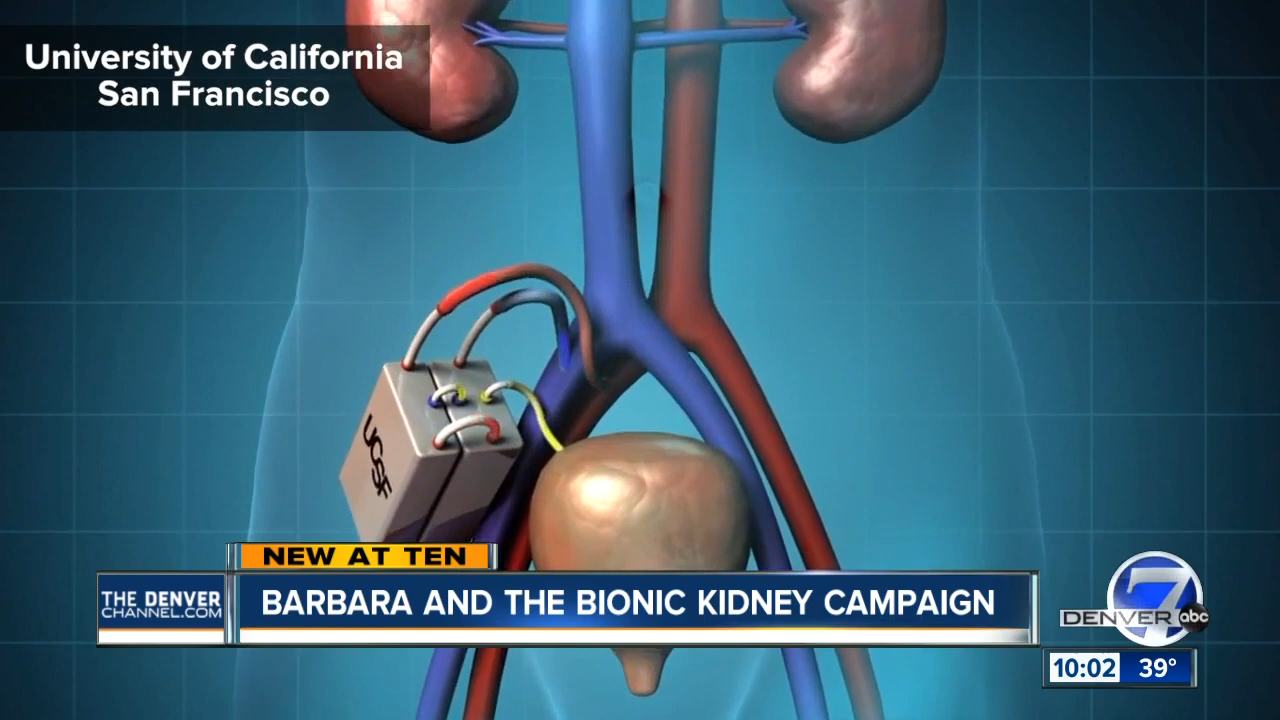 University of California
San Francisco
UCSF
NEW AT TEN
THE DENVER
CHANNEL.COM
BARBARA AND THE BIONIC KIDNEY CAMPAIGN
7
DENVER abc
10:02 39°